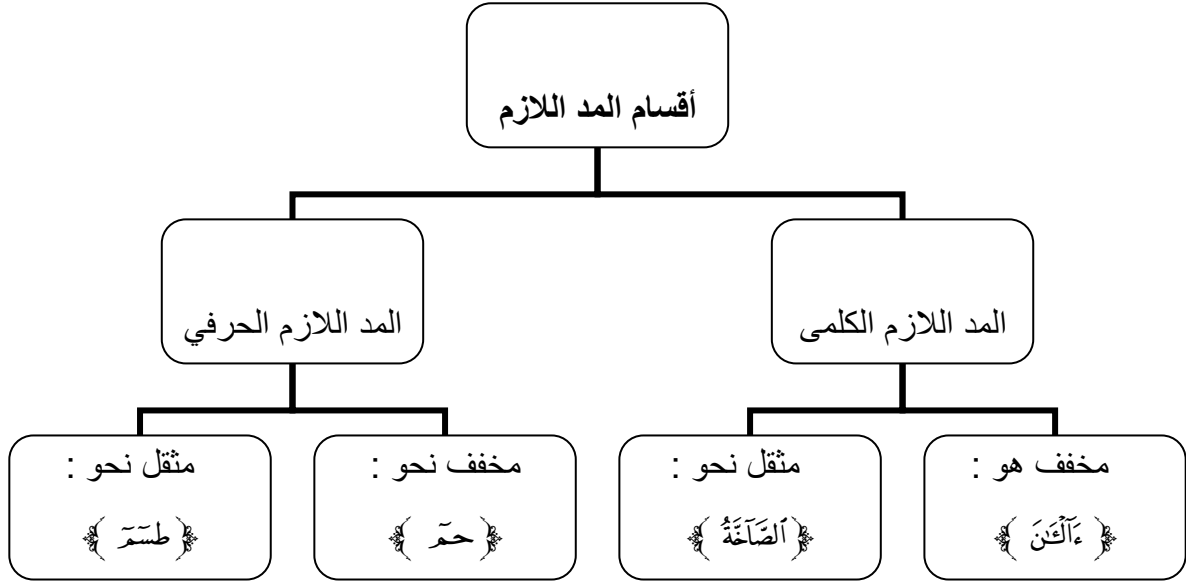 أقسام المد اللازم
المد اللازم الكلمى
المد اللازم الحرفي
مخفف هو :
﴿ ءَآلْـَٰٔنَ ﴾
مثقل نحو :
﴿ ٱلصَّآخَّةُ ﴾
مخفف نحو :
﴿ حمٓ ﴾
مثقل نحو :
﴿ طسٓمٓ ﴾